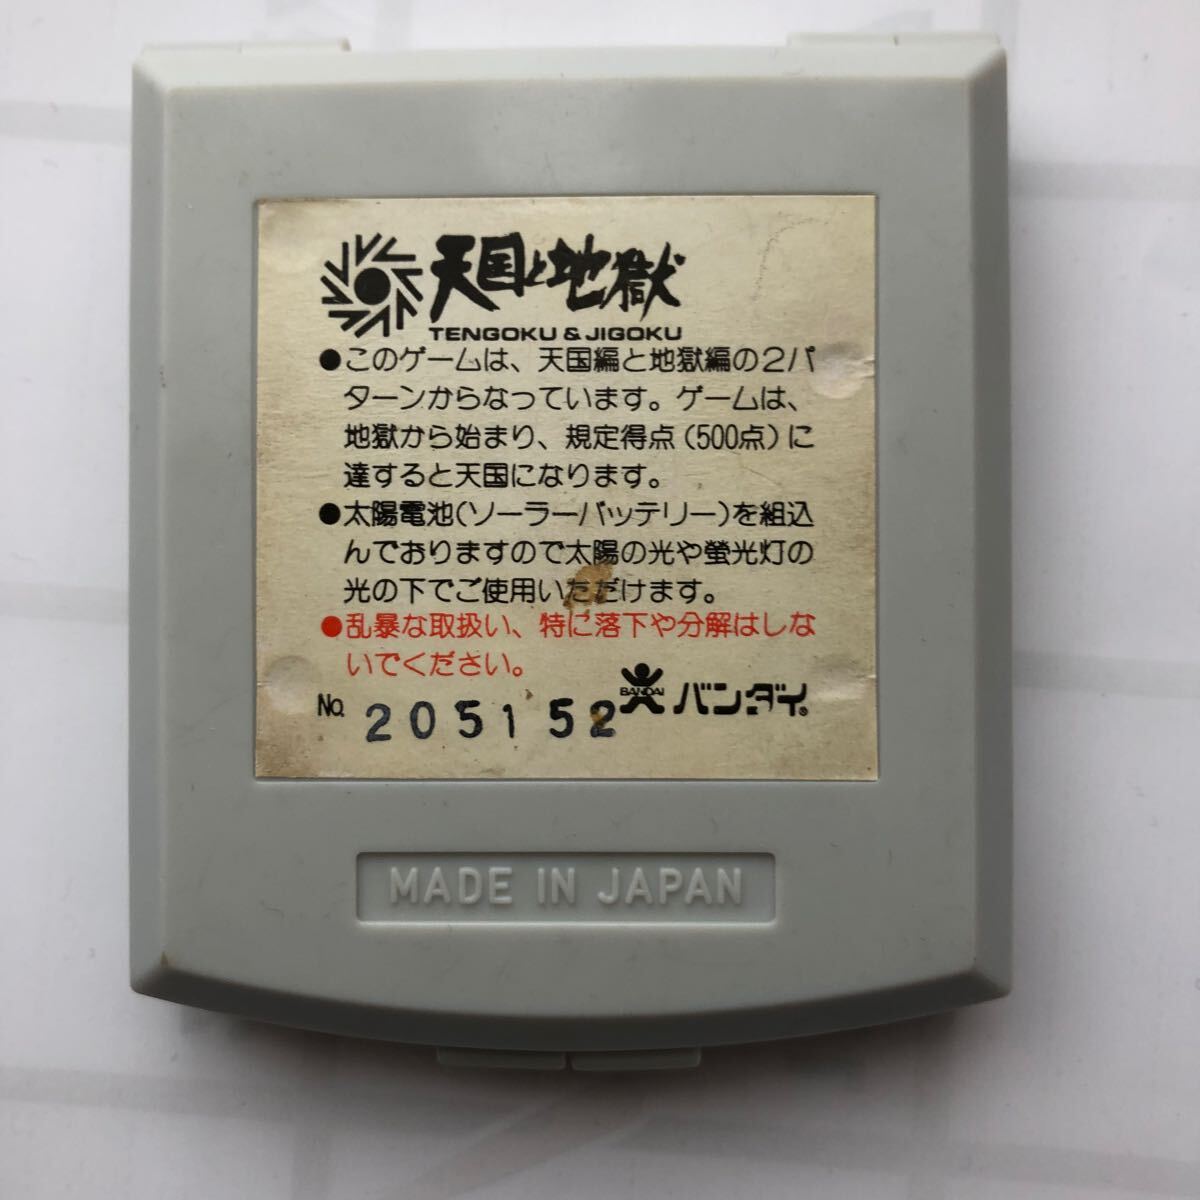 天国と地獄
TENGOKU & JIGOKU
●このゲームは、天国編と地獄編の2パ
ターンからなっています。ゲームは、
地獄から始まり、規定得点(500点)に
達すると天国になります。
●太陽電池(ソーラーバッテリー)を組込
んでおりますので太陽の光や螢光灯の
光の下でご使用いただけます。
●乱暴な取扱い、特に落下や分解はしな
いでください。
No. 205152 BANDAI バンダイ®
MADE IN JAPAN